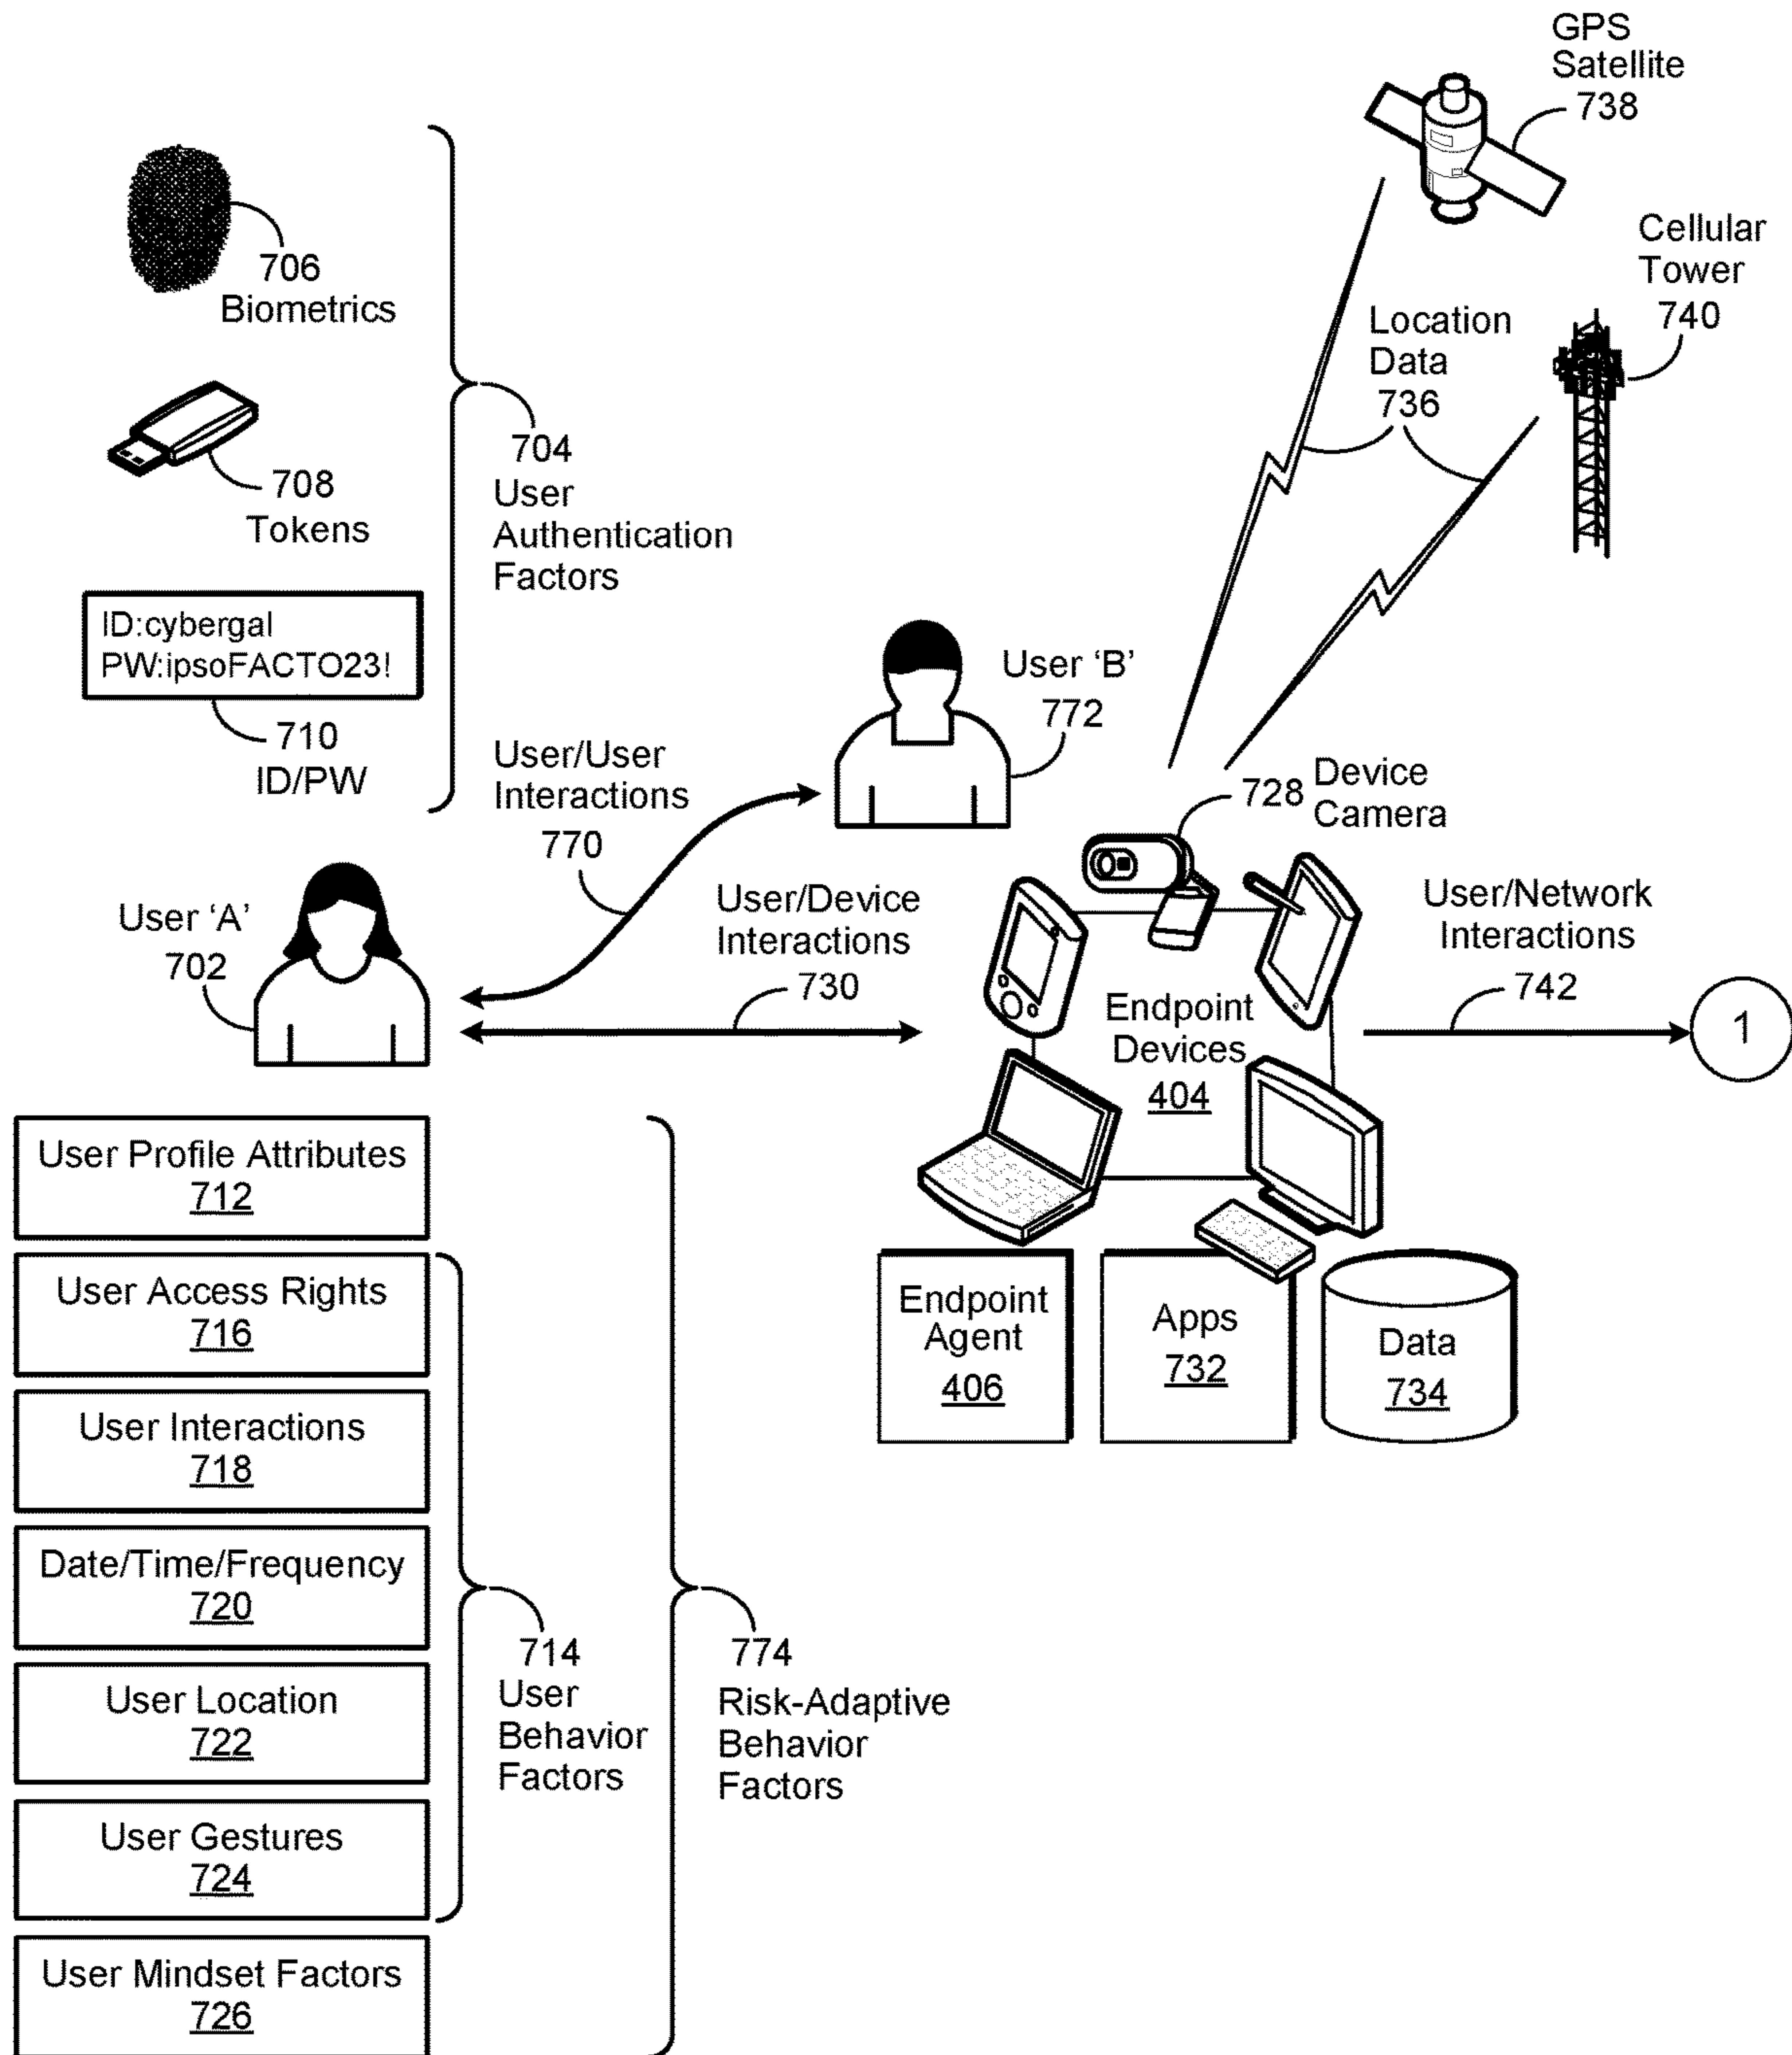 GPS
Satellite
738
Cellular
Tower
740
Location
Data
736
706
Biometrics
708
Tokens
704
User
Authentication
Factors
ID:cybergal
PW:ipsoFACTO23!
710
ID/PW
User/User
Interactions
770
User ‘B’
772
728
Device
Camera
User ‘A’
702
User/Device
Interactions
730
User/Network
Interactions
742
1
Endpoint
Devices
404
Endpoint
Agent
406
Apps
732
Data
734
User Profile Attributes
712
User Access Rights
716
User Interactions
718
Date/Time/Frequency
720
User Location
722
User Gestures
724
User Mindset Factors
726
714
User
Behavior
Factors
774
Risk-Adaptive
Behavior
Factors